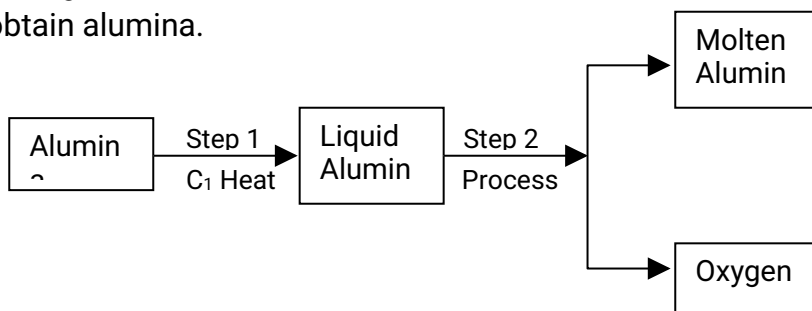 obtain alumina.
Molten
Alumin
Alumin
Step 1
C₁ Heat
Liquid
Alumin
Step 2
Process
Oxygen